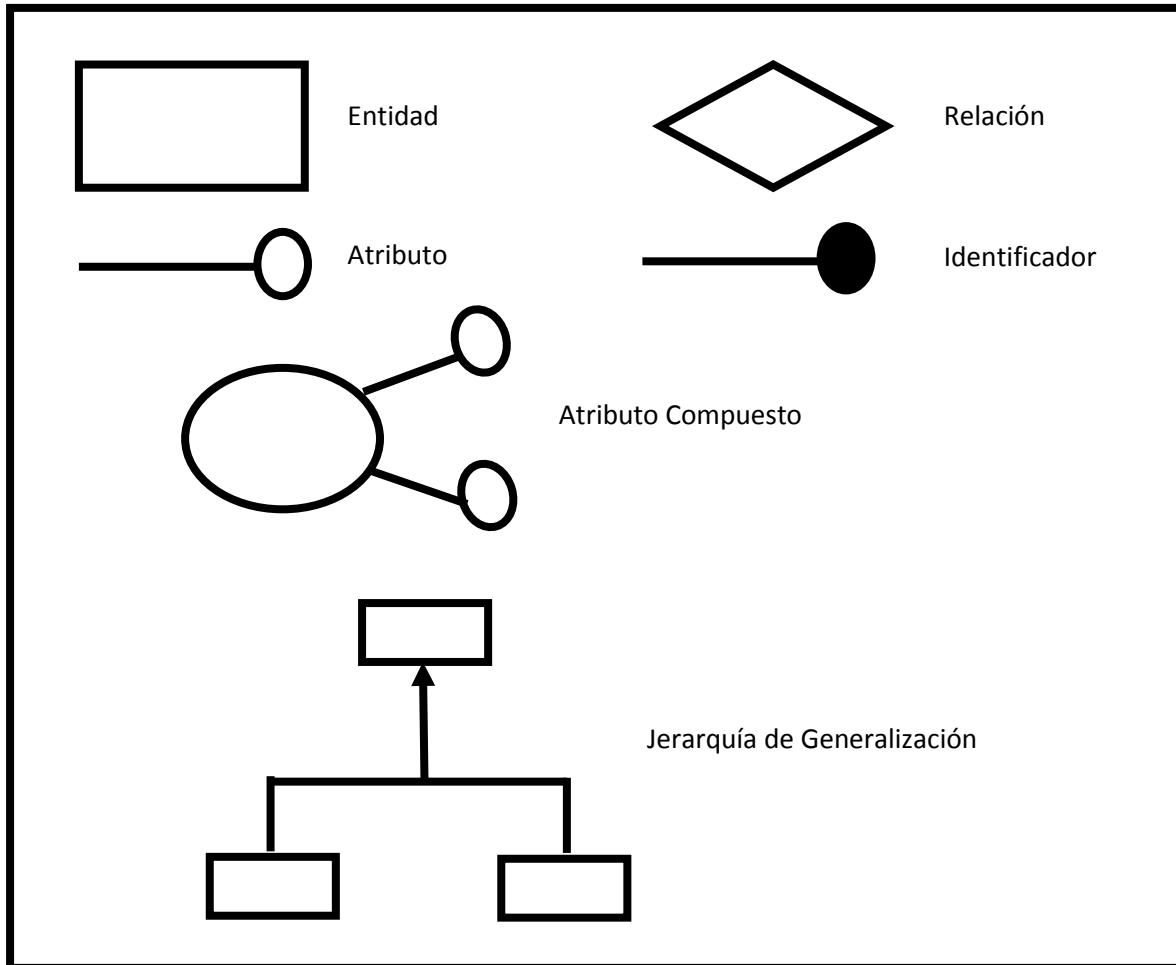 Entidad
Relación
Atributo
Identificador
Atributo Compuesto
Jerarquía de Generalización